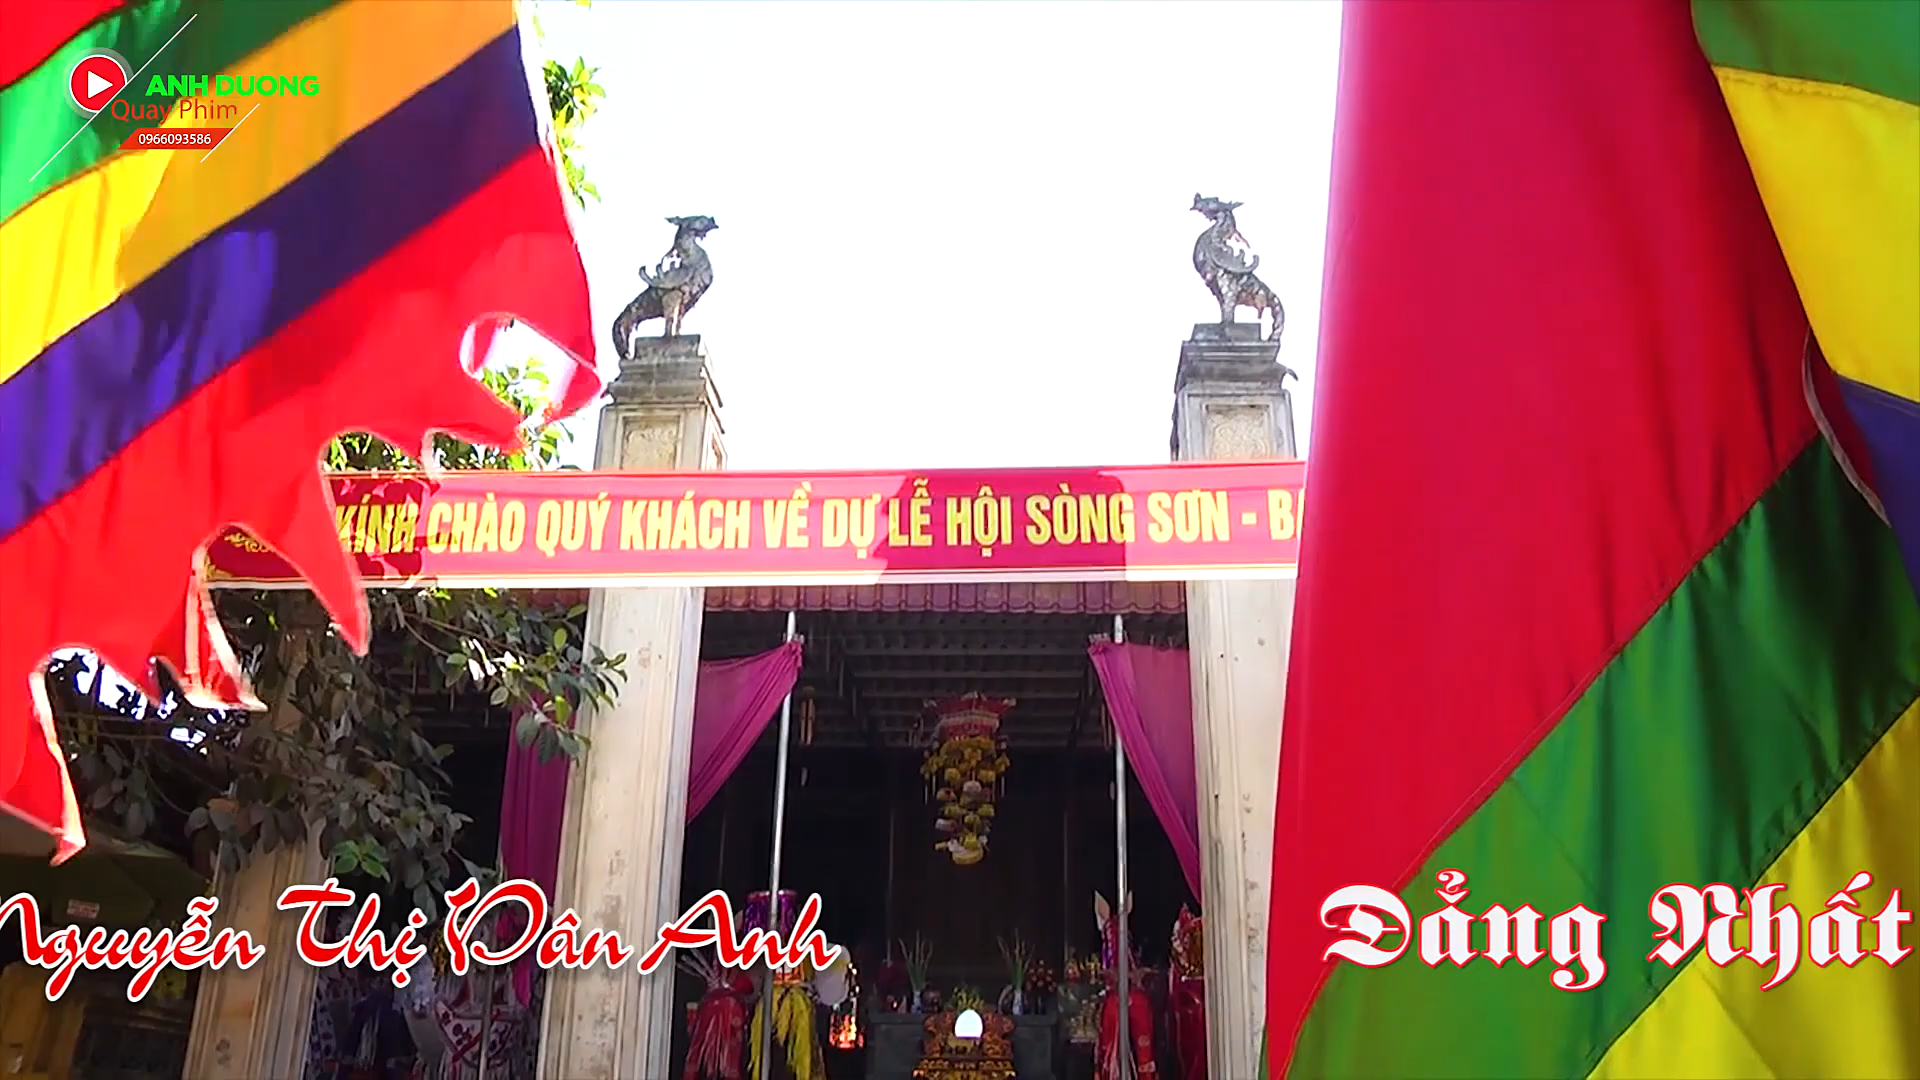 ANH DUONG
Quay Phim
0966093586
KÍNH CHÀO QUÝ KHÁCH VỀ DỰ LỄ HỘI SÒNG SƠN -
Nguyễn Thị Vân Anh
Đẳng Nhất